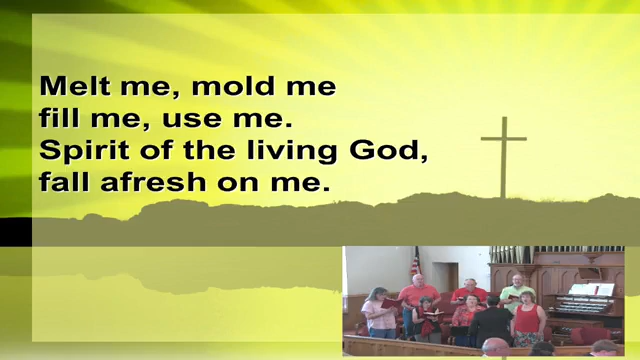 Melt me, mold me
fill me, use me.
Spirit of the living God,
fall afresh on me.